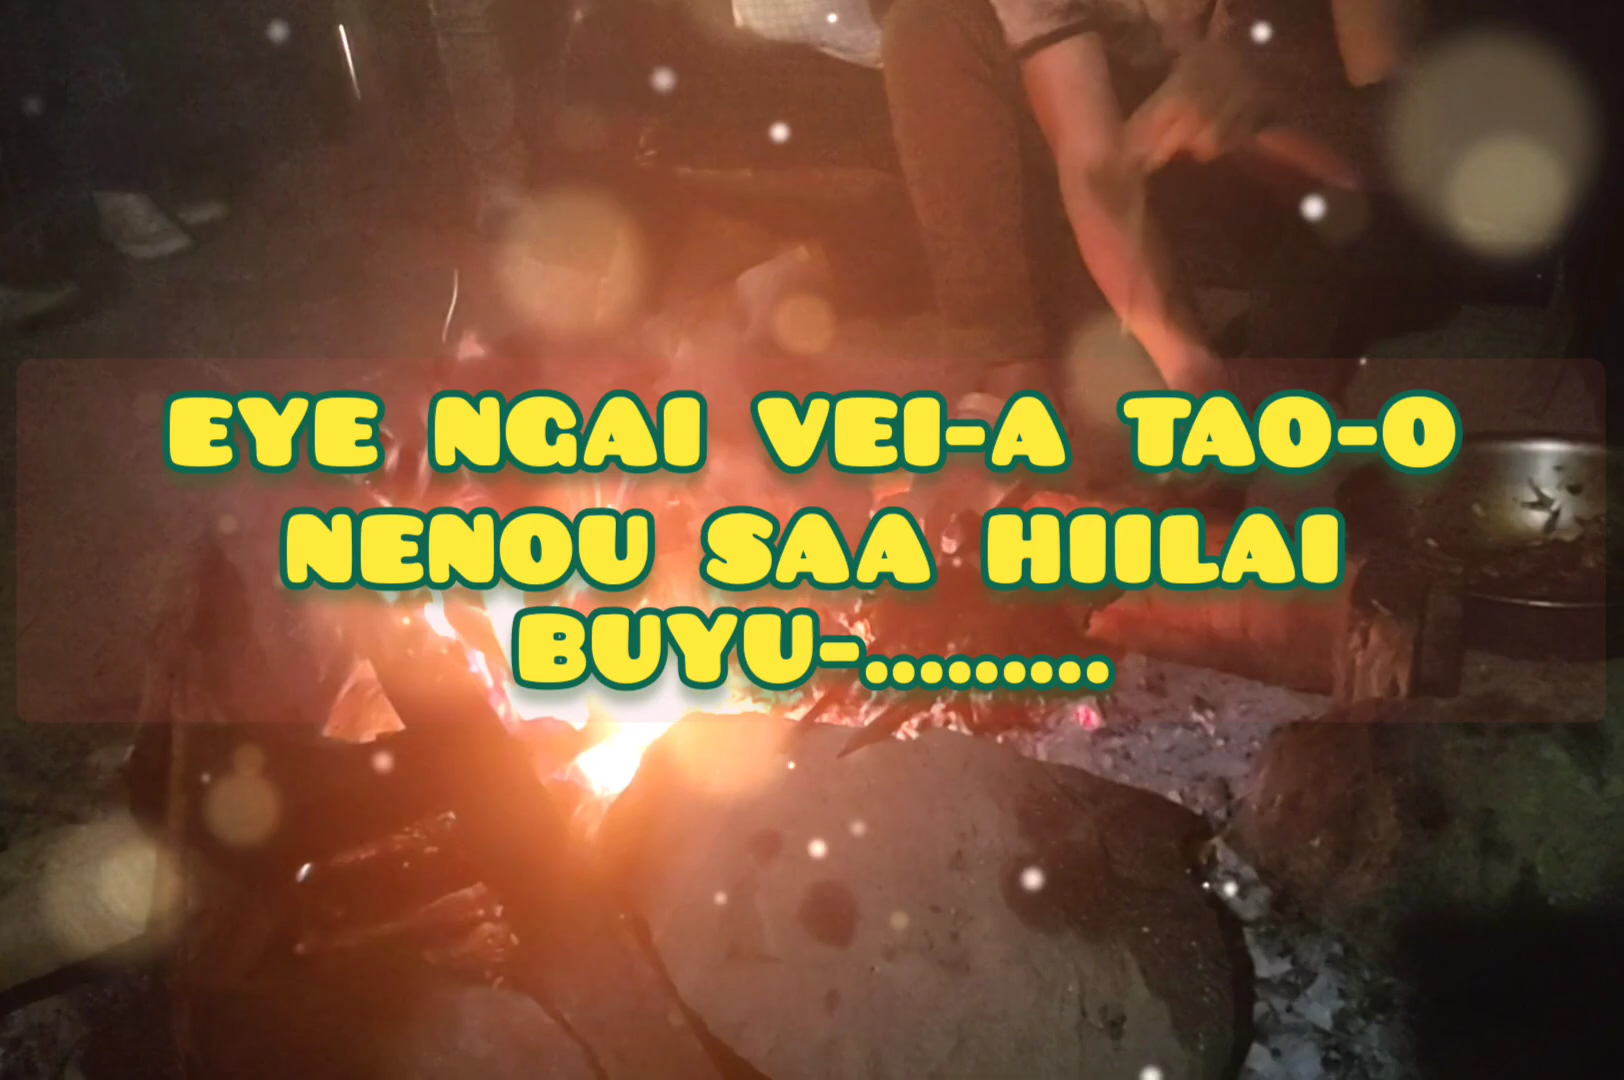 EYE NGAI VEI-A TAO-O
NENOU SAA HIILAI
BUYU-.........